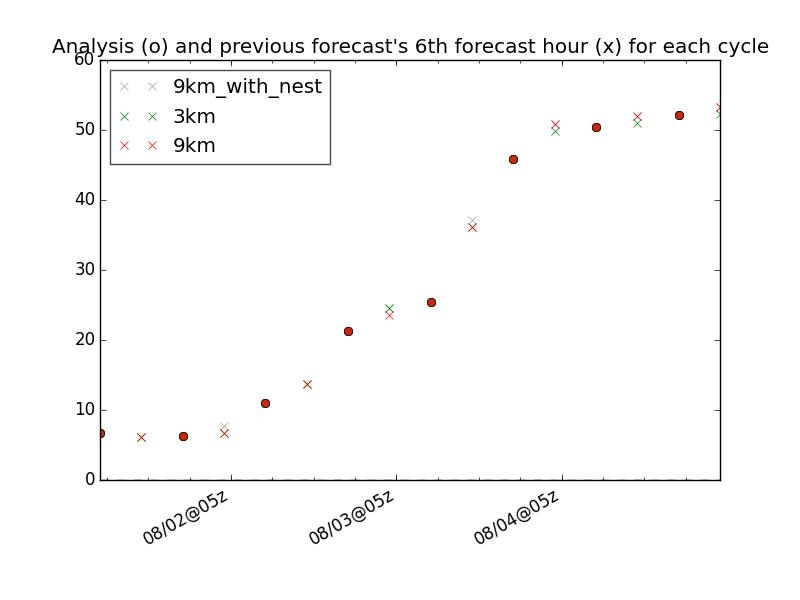 Analysis (o) and previous forecast's 6th forecast hour (x) for each cycle
60
50
40
30
20
10
0
9km_with_nest
3km
9km
08/02@05z
08/03@05z
08/04@05z